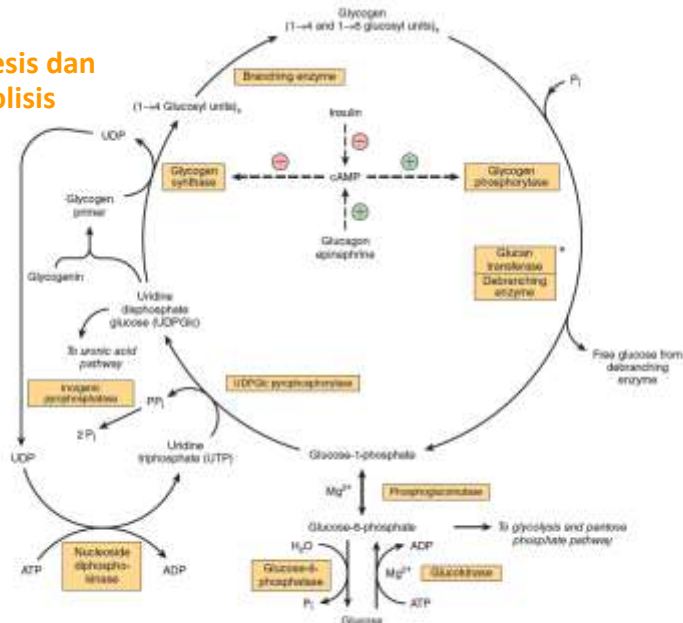 esis dan
olisis
Glycogen
(1→4 and 1→6 glucosyl units)ₓ
Branching enzyme
Pᵢ
(1→4 Glucosyl units)ₓ
Insulin
UDP
Glycogen
synthase
cAMP
Glycogen
phosphorylase
Glycogen
primer
Glucagon
epinephrine
Glucan
transferase
Debranching
enzyme
*
Glycogenin
Uridine
disphosphate
glucose (UDPGlc)
To uronic acid
pathway
Free glucose from
debranching
enzyme
Inorganic
pyrophosphatase
UDPGlc pyrophosphorylase
PPᵢ
2 Pᵢ
Uridine
triphosphate (UTP)
Glucose-1-phosphate
UDP
Mg²⁺
Phosphoglucomutase
Glucose-6-phosphate
To glycolysis and pentose
phosphate pathway
Nucleoside
diphospho-
kinase
ATP
ADP
H₂O
ADP
Glucose-6-
phosphatase
Mg²⁺
Glucokinase
Pᵢ
ATP
Glucose